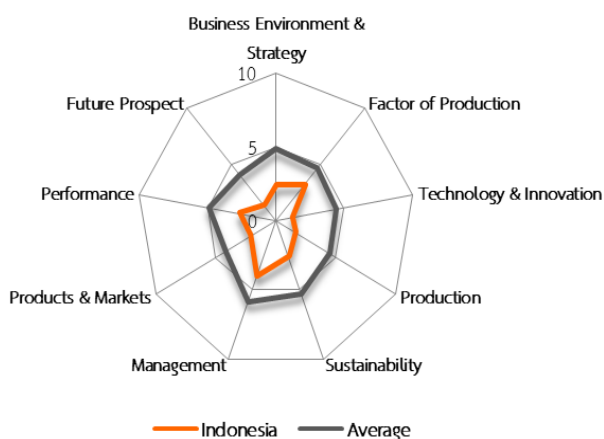 Business Environment &
Strategy
10
Future Prospect
Factor of Production
5
Performance
Technology & Innovation
0
Products & Markets
Production
Management
Sustainability
Indonesia
Average